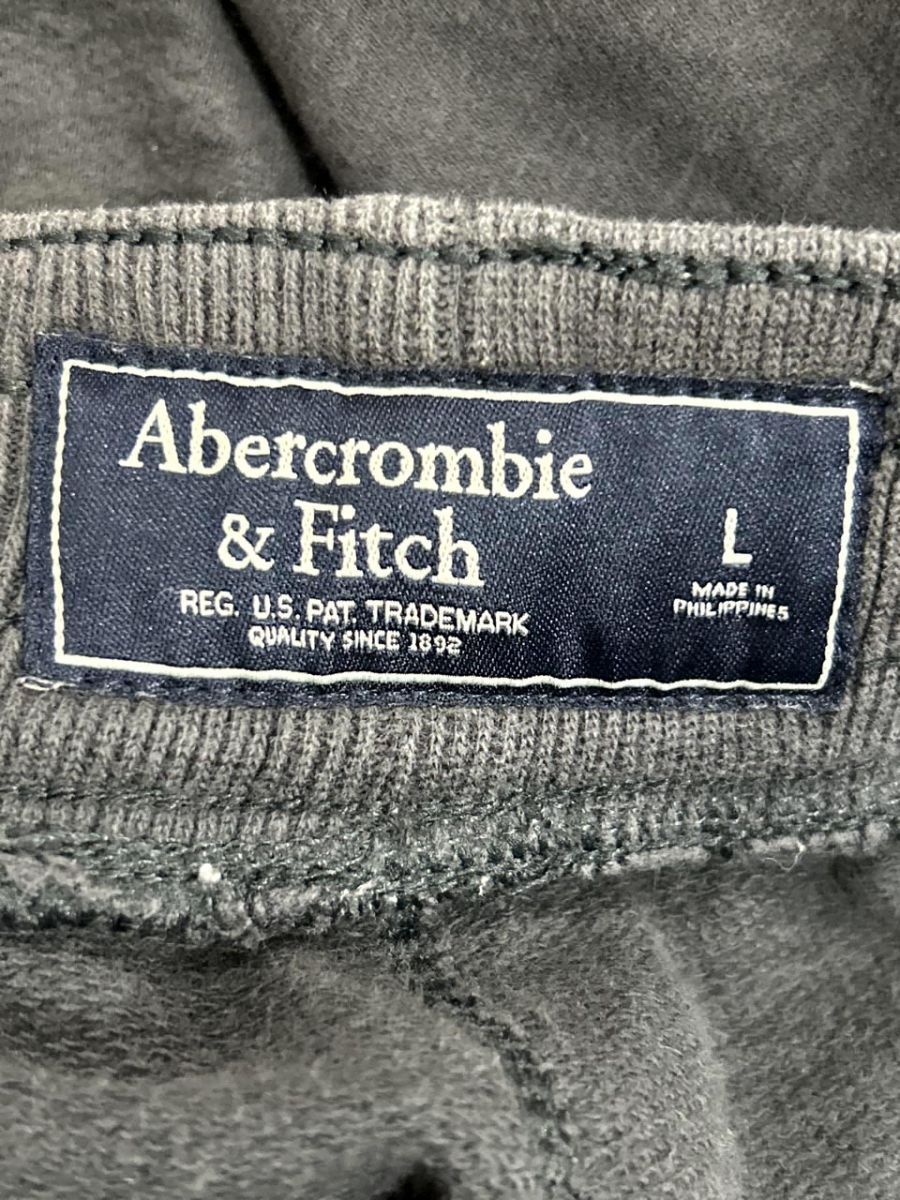 Abercrombie
& Fitch
REG. U.S. PAT. TRADEMARK
QUALITY SINCE 1892
L
MADE IN
PHILIPPINES